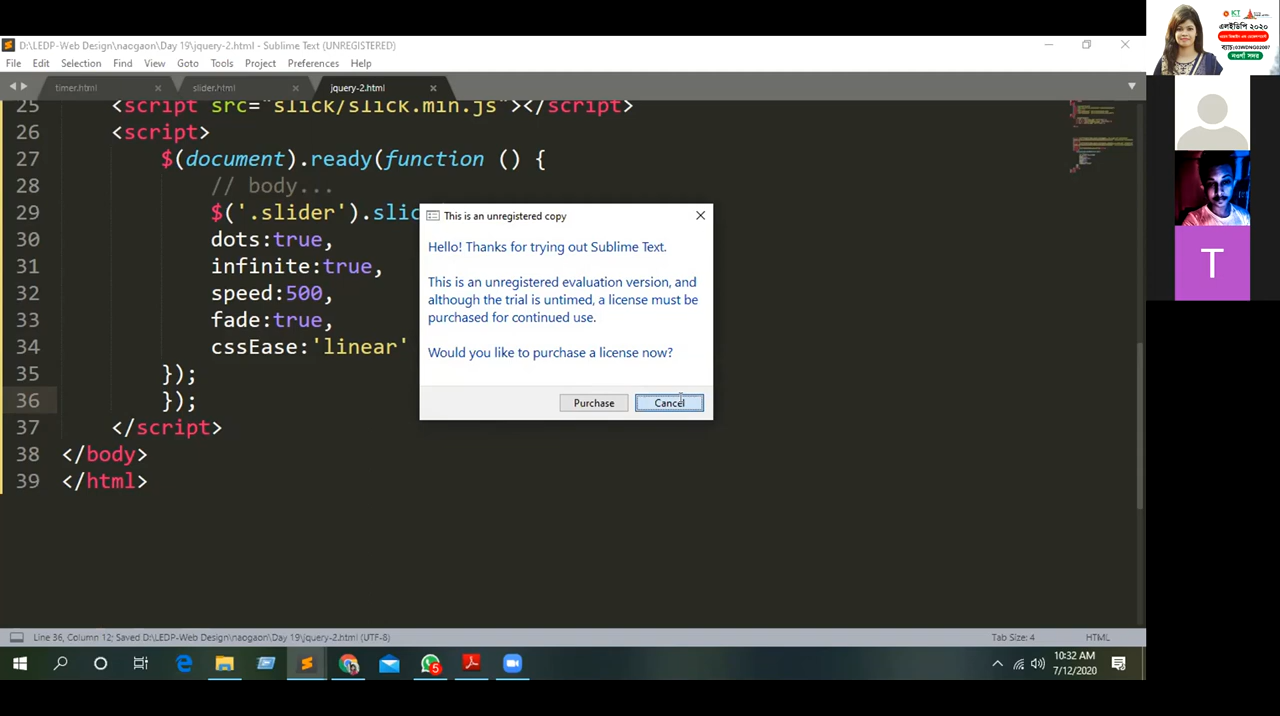 D:\LEDP-Web Design\naogaon\Day 19\jquery-2.html - Sublime Text (UNREGISTERED)
File Edit Selection Find View Goto Tools Project Preferences Help
timer.html × slider.html × jquery-2.html ×
25 <script src="slick/slick.min.js"></script>
26 <script>
27 $(document).ready(function () {
28 // body...
29 $('.slider').slic
30 dots:true,
31 infinite:true,
32 speed:500,
33 fade:true,
34 cssEase:'linear'
35 });
36 });
37 </script>
38 </body>
39 </html>
This is an unregistered copy
Hello! Thanks for trying out Sublime Text.
This is an unregistered evaluation version, and
although the trial is untimed, a license must be
purchased for continued use.
Would you like to purchase a license now?
Purchase Cancel
Line 36, Column 12; Saved D:\LEDP-Web Design\naogaon\Day 19\jquery-2.html (UTF-8)
Tab Size: 4 HTML
5
10:32 AM
7/12/2020
ICT
এলইডিপি ২০২০
ব্যাচ:03WDNG02007
নওগাঁ সদর
T